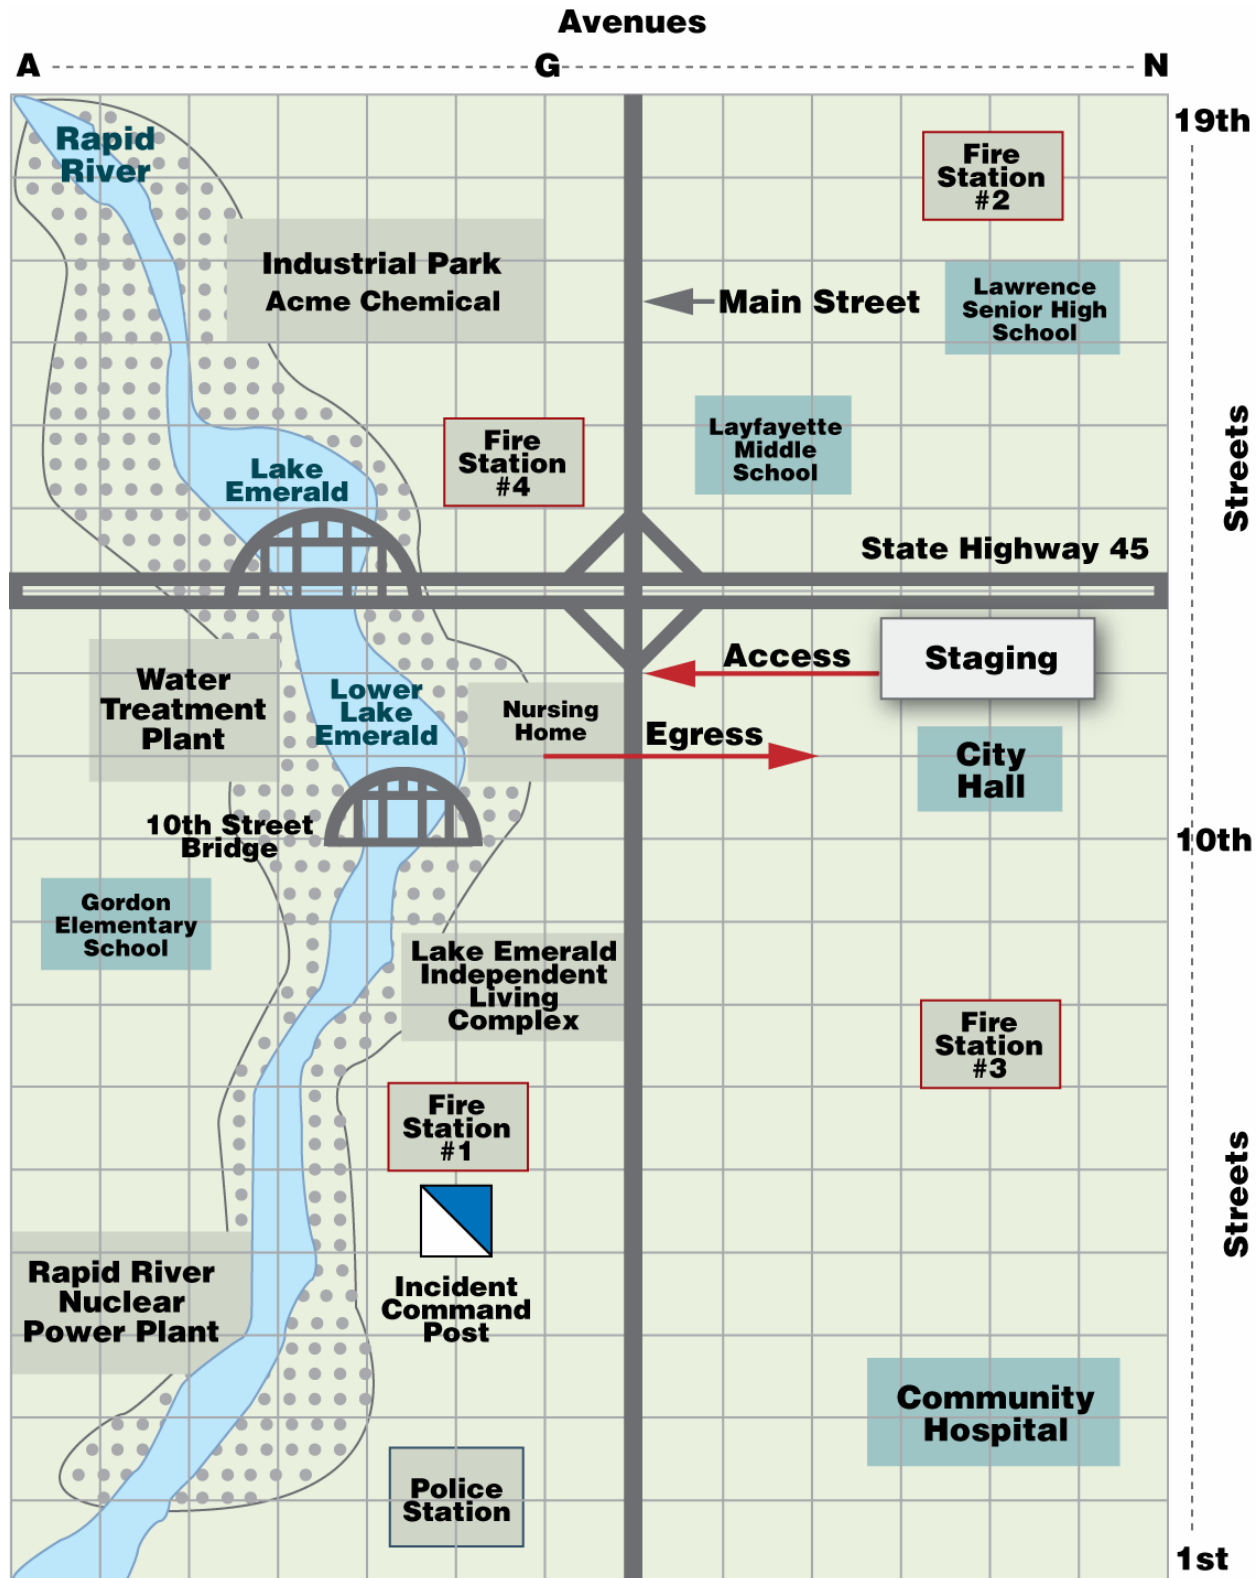 Avenues
A
G
N
19th
Rapid
River
Fire
Station
#2
Industrial Park
Acme Chemical
Main Street
Lawrence
Senior High
School
Fire
Station
#4
Layfayette
Middle
School
Streets
Lake
Emerald
State Highway 45
Water
Treatment
Plant
Lower
Lake
Emerald
Nursing
Home
Access
Staging
Egress
City
Hall
10th Street
Bridge
10th
Gordon
Elementary
School
Lake Emerald
Independent
Living
Complex
Fire
Station
#3
Fire
Station
#1
Streets
Rapid River
Nuclear
Power Plant
Incident
Command
Post
Community
Hospital
Police
Station
1st